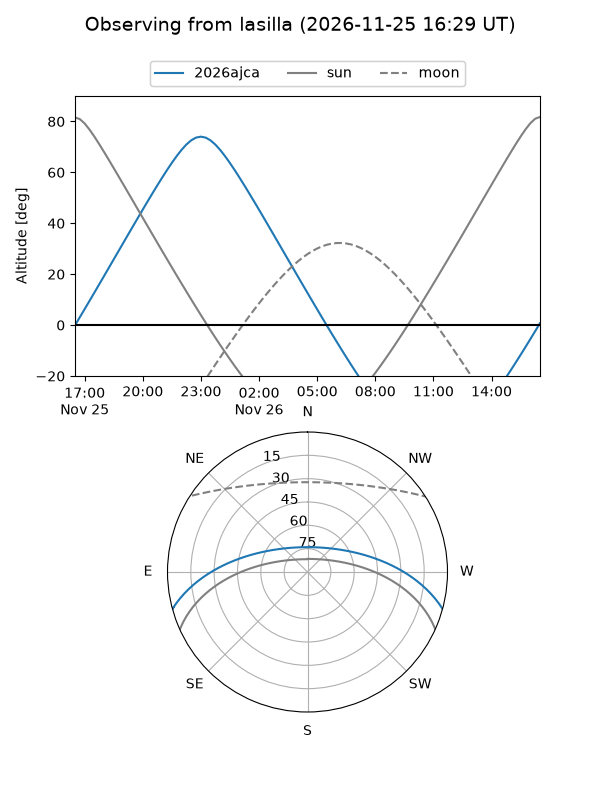 Observing from lasilla (2026-11-25 16:29 UT)
2026ajca sun moon
Altitude [deg]
80
60
40
20
0
−20
17:00 20:00 23:00 02:00 05:00 08:00 11:00 14:00
Nov 25 Nov 26
N
NE NW
15
30
45
60
75
E W
SE SW
S